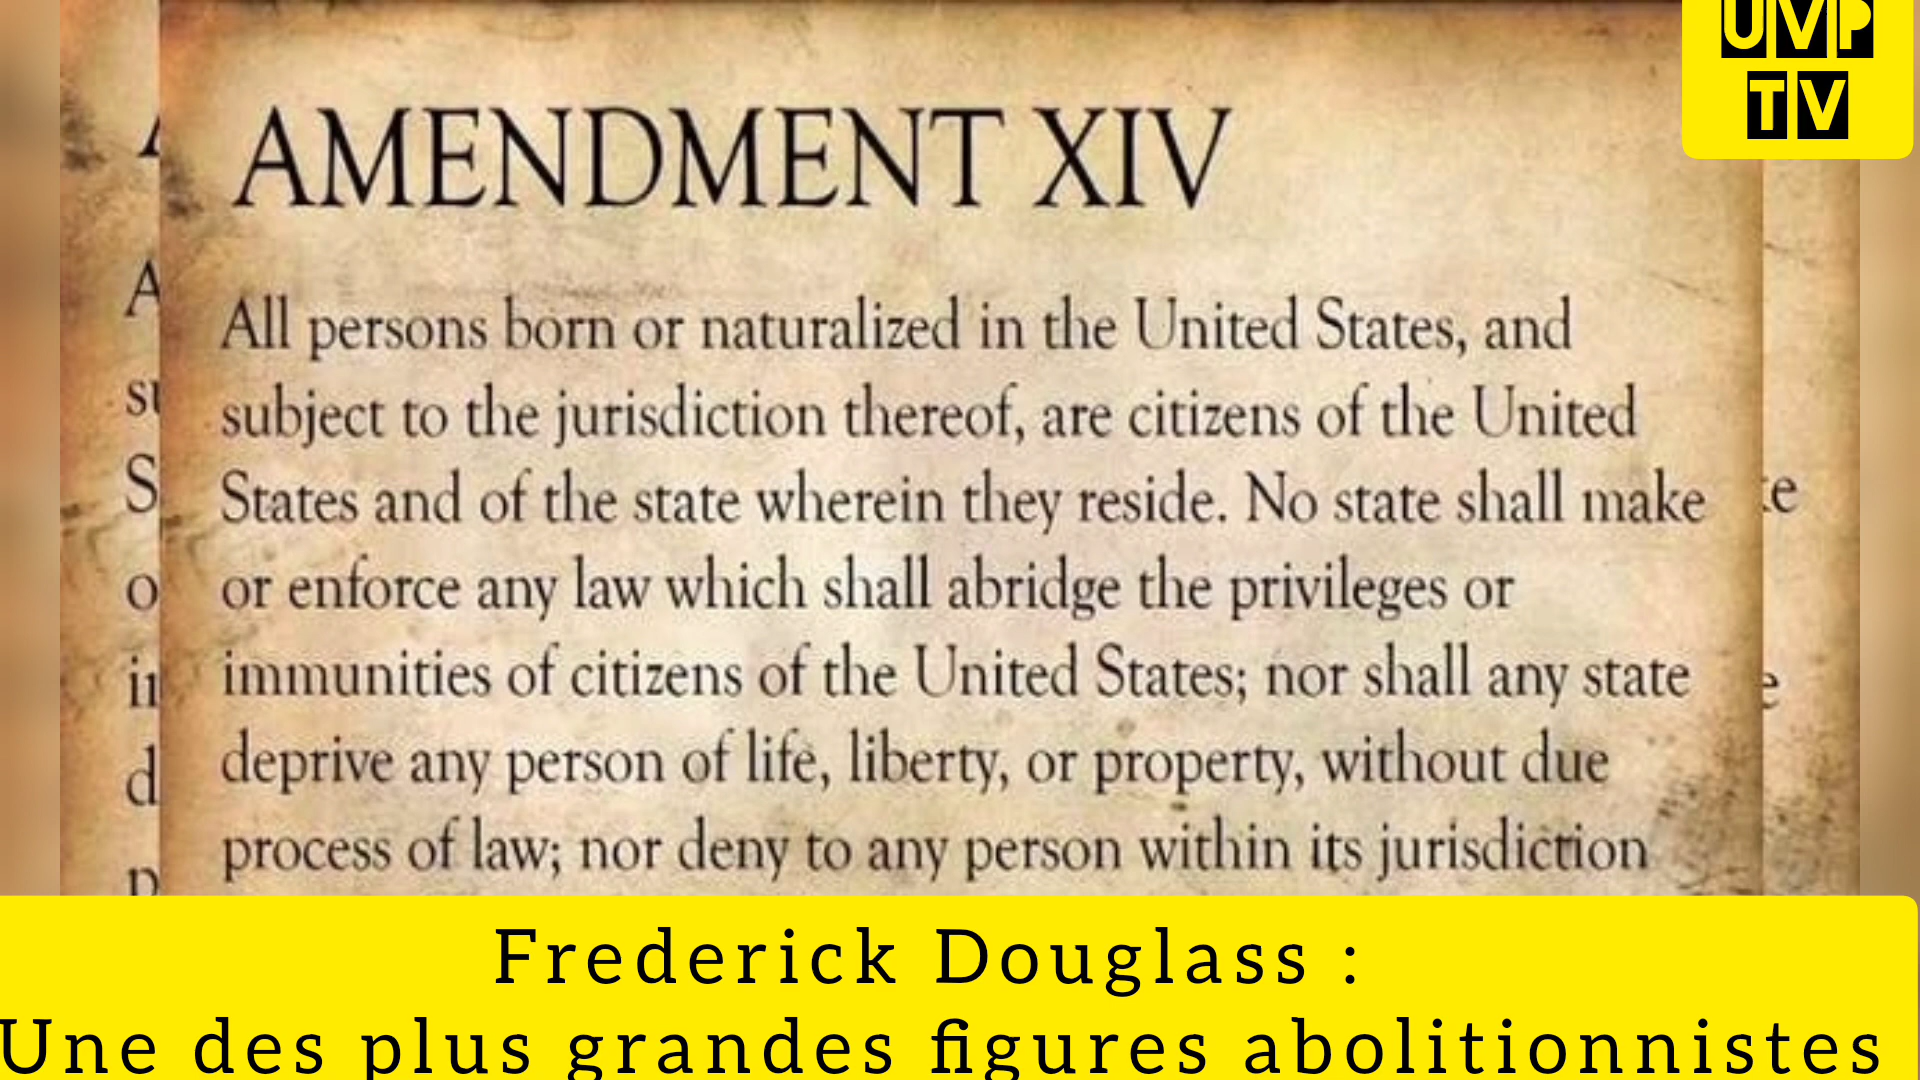 UVP
TV
AMENDMENT XIV
All persons born or naturalized in the United States, and
subject to the jurisdiction thereof, are citizens of the United
States and of the state wherein they reside. No state shall make
or enforce any law which shall abridge the privileges or
immunities of citizens of the United States; nor shall any state
deprive any person of life, liberty, or property, without due
process of law; nor deny to any person within its jurisdiction
Frederick Douglass :
Une des plus grandes figures abolitionnistes